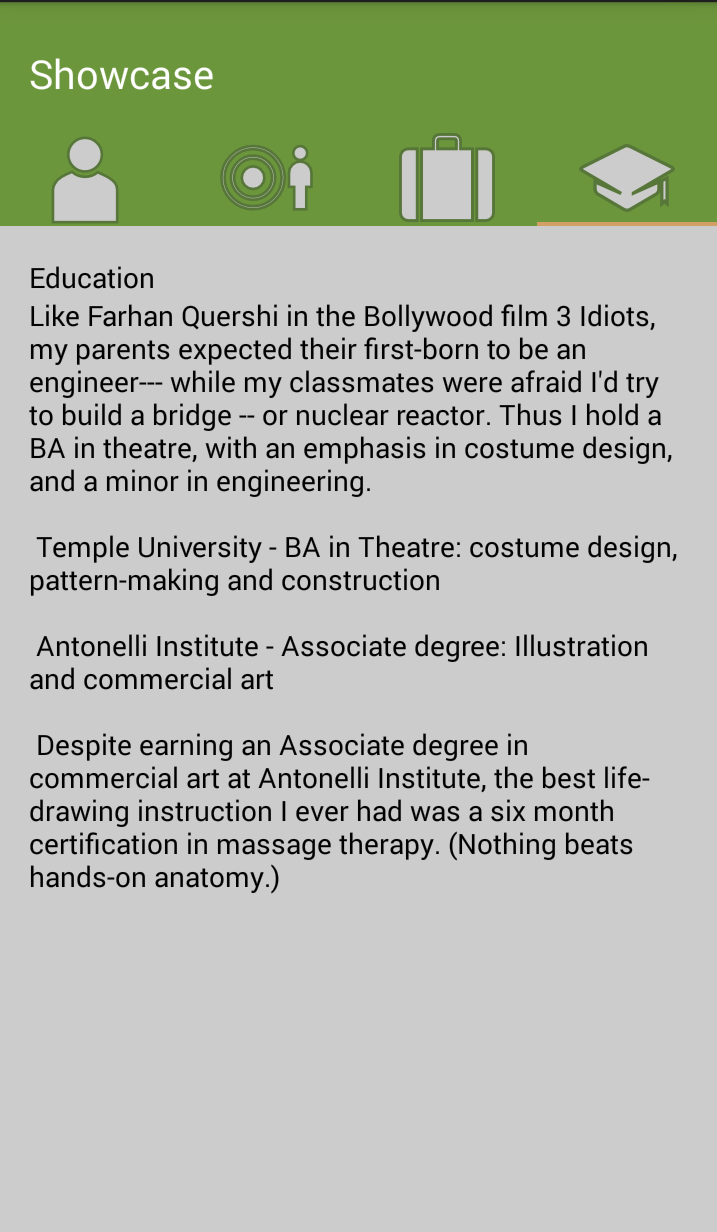 Showcase
Education
Like Farhan Quershi in the Bollywood film 3 Idiots,
my parents expected their first-born to be an
engineer--- while my classmates were afraid I'd try
to build a bridge -- or nuclear reactor. Thus I hold a
BA in theatre, with an emphasis in costume design,
and a minor in engineering.
Temple University - BA in Theatre: costume design,
pattern-making and construction
Antonelli Institute - Associate degree: Illustration
and commercial art
Despite earning an Associate degree in
commercial art at Antonelli Institute, the best life-
drawing instruction I ever had was a six month
certification in massage therapy. (Nothing beats
hands-on anatomy.)